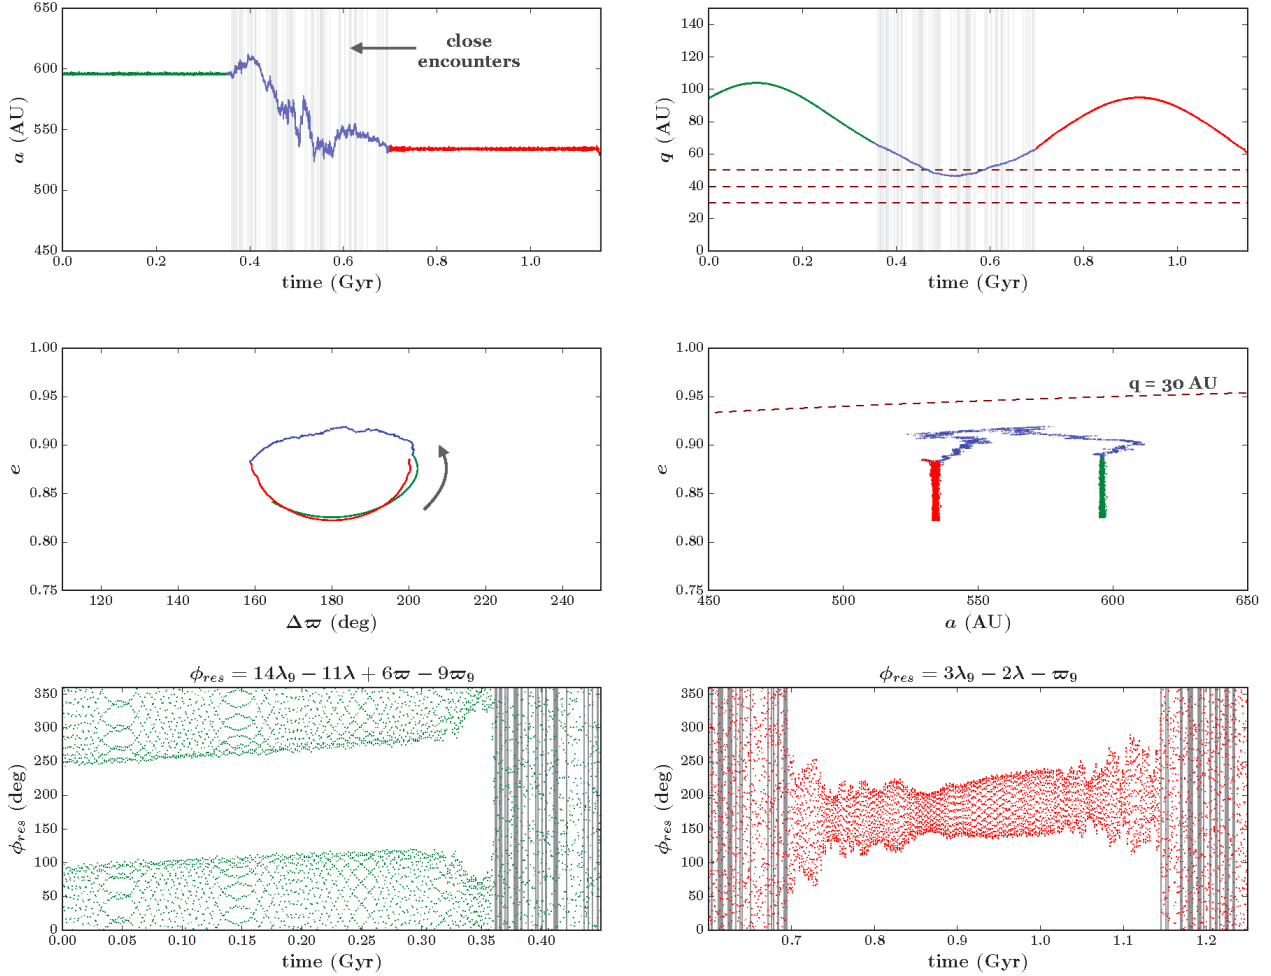 650
600
550
500
450
a (AU)
0.0 0.2 0.4 0.6 0.8 1.0
time (Gyr)
close
encounters
140
120
100
80
60
40
20
0
q (AU)
0.0 0.2 0.4 0.6 0.8 1.0
time (Gyr)
1.00
0.95
0.90
0.85
0.80
0.75
e
120 140 160 180 200 220 240
Δϖ (deg)
1.00
0.95
0.90
0.85
0.80
0.75
e
q = 30 AU
450 500 550 600 650
a (AU)
ϕres = 14λ9 − 11λ + 6ϖ − 9ϖ9
350
300
250
200
150
100
50
0
ϕres (deg)
0.00 0.05 0.10 0.15 0.20 0.25 0.30 0.35 0.40
time (Gyr)
ϕres = 3λ9 − 2λ − ϖ9
350
300
250
200
150
100
50
0
ϕres (deg)
0.7 0.8 0.9 1.0 1.1 1.2
time (Gyr)